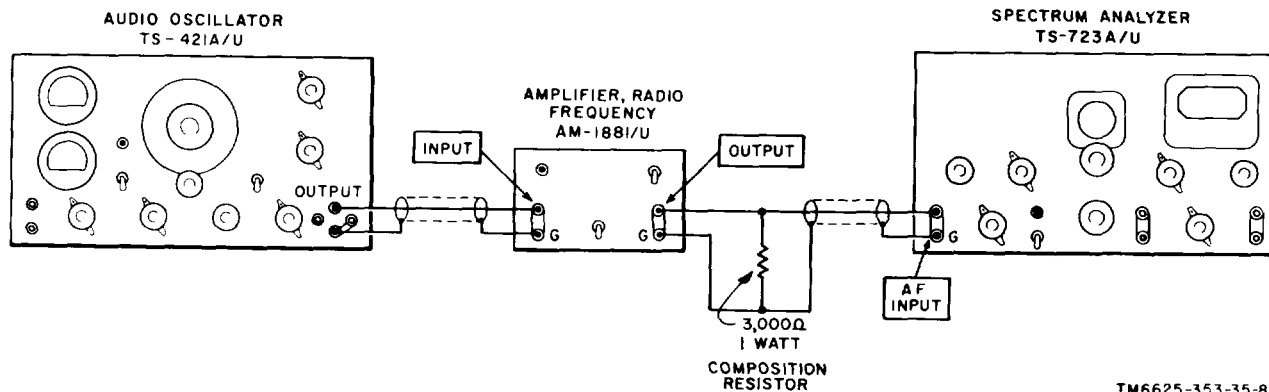 AUDIO OSCILLATOR
TS-421A/U
OUTPUT
INPUT
G
AMPLIFIER, RADIO
FREQUENCY
AM-1881/U
OUTPUT
G
3,000Ω
1 WATT
COMPOSITION
RESISTOR
SPECTRUM ANALYZER
TS-723A/U
G
AF
INPUT
TM6625-353-35-8